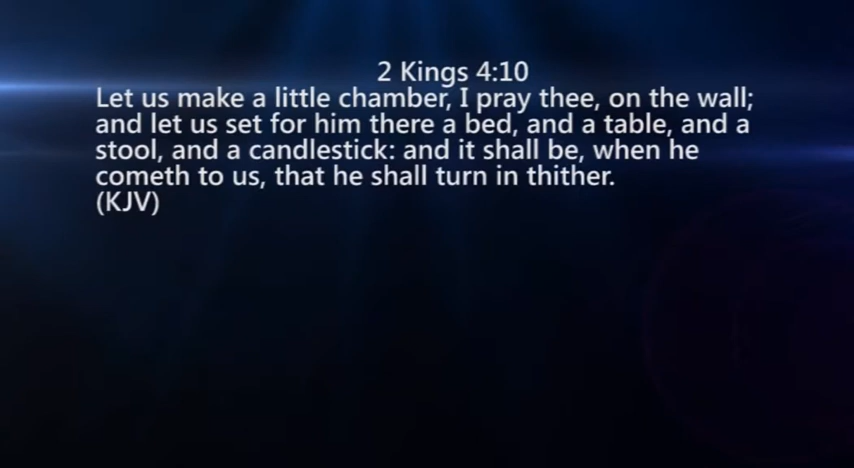 2 Kings 4:10
Let us make a little chamber, I pray thee, on the wall;
and let us set for him there a bed, and a table, and a
stool, and a candlestick: and it shall be, when he
cometh to us, that he shall turn in thither.
(KJV)